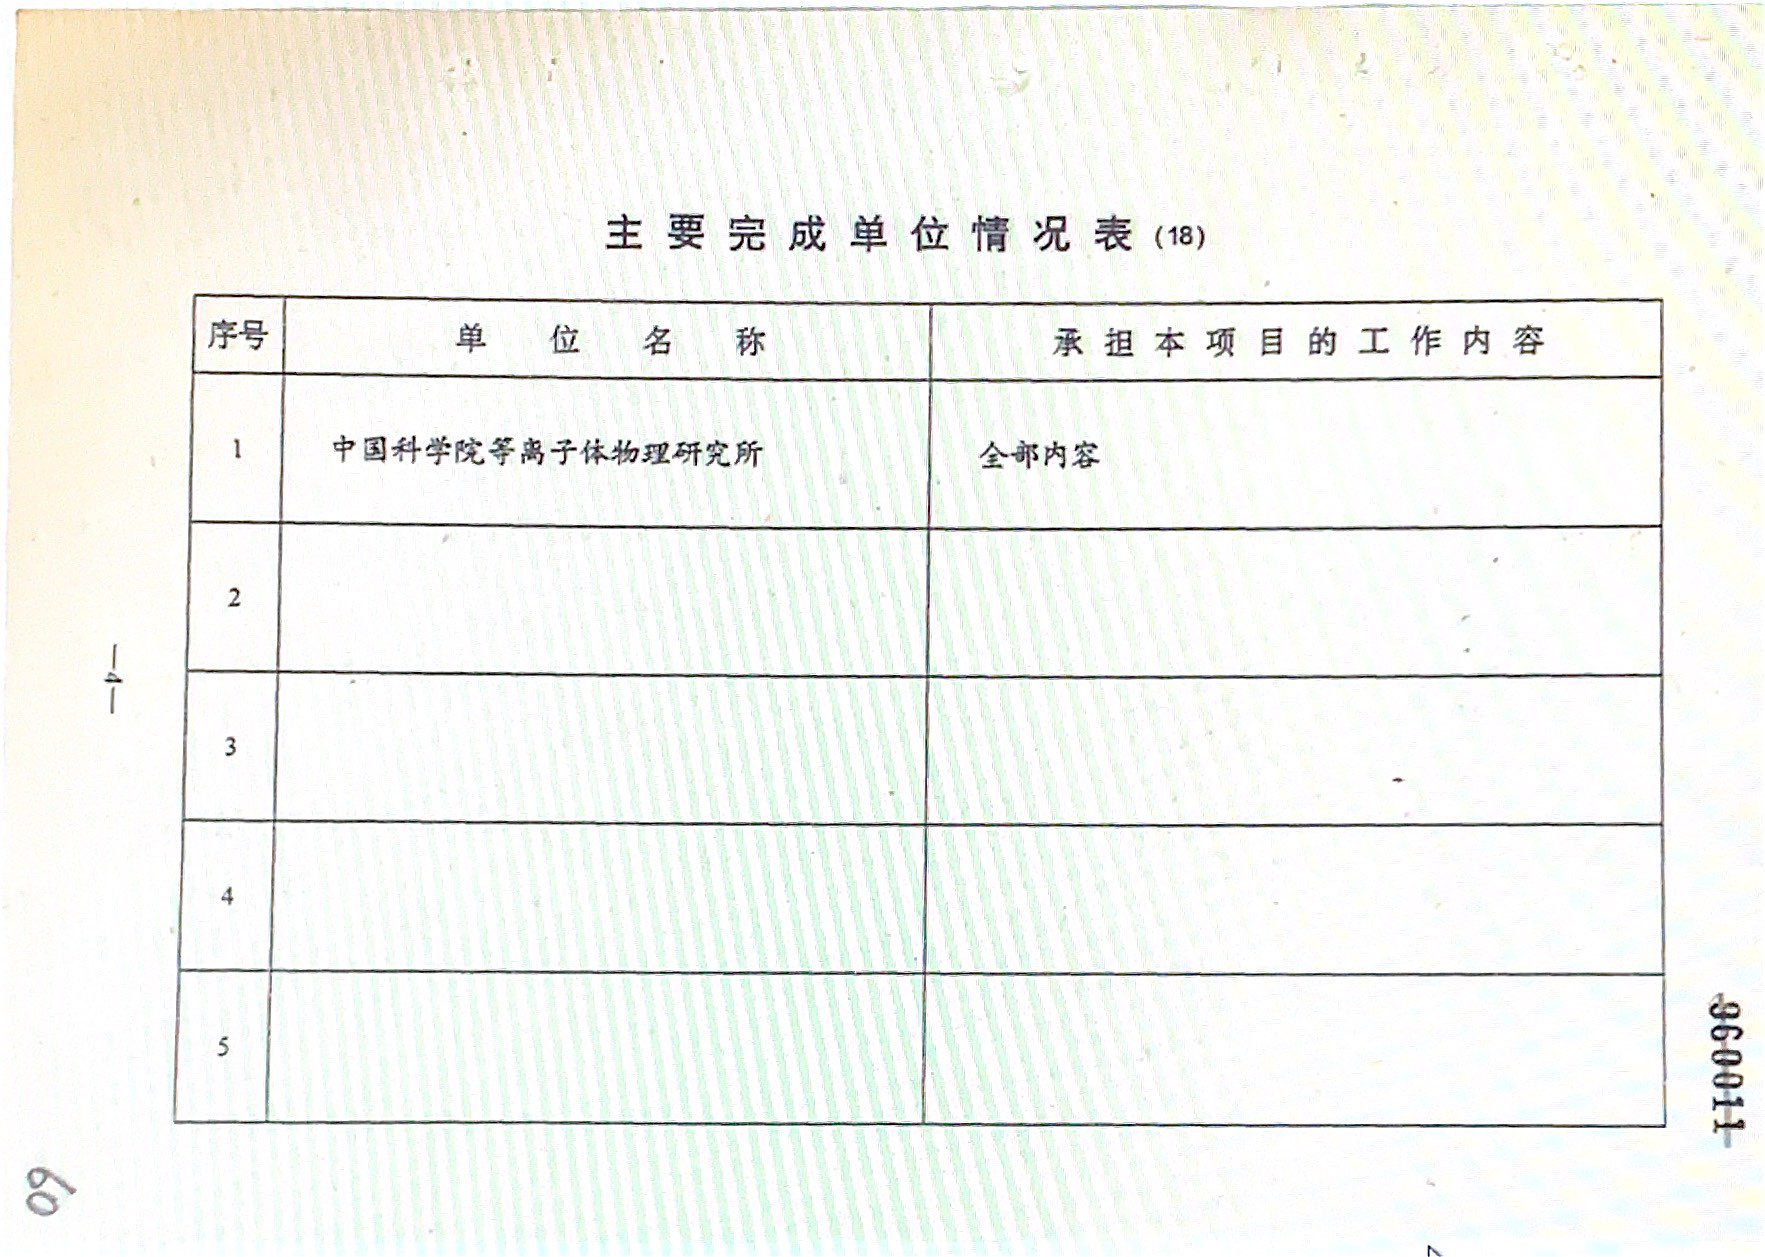 主要完成单位情况表(18)
序号 单位名称 承担本项目的工作内容
1 中国科学院等离子体物理研究所 全部内容
2
3
4
5
—4—
960011
60